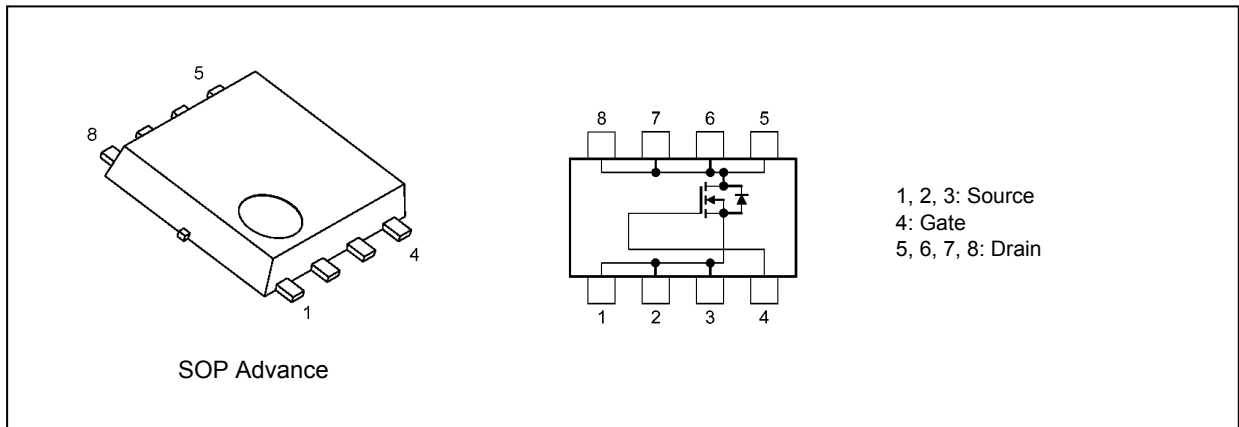 5
8
4
1
SOP Advance
8 7 6 5
1 2 3 4
1, 2, 3: Source
4: Gate
5, 6, 7, 8: Drain